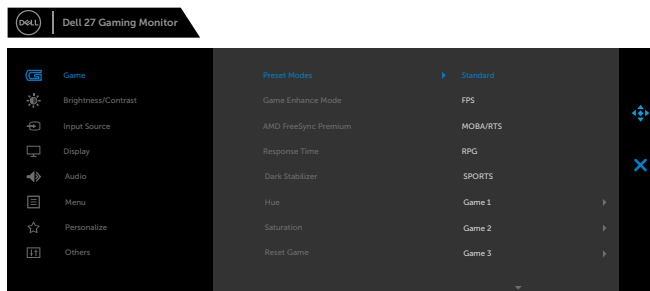 DELL Dell 27 Gaming Monitor
Game Preset Modes Standard
Brightness/Contrast Game Enhance Mode FPS
Input Source AMD FreeSync Premium MOBA/RTS
Display Response Time RPG
Audio Dark Stabilizer SPORTS
Menu Hue Game 1
Personalize Saturation Game 2
Others Reset Game Game 3